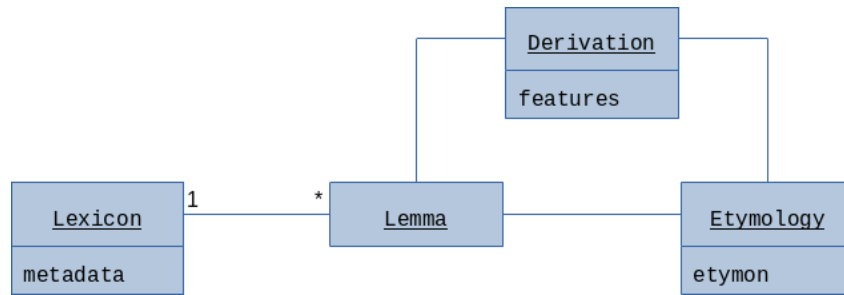 Derivation
features
1
*
Lexicon
Lemma
Etymology
metadata
etymon